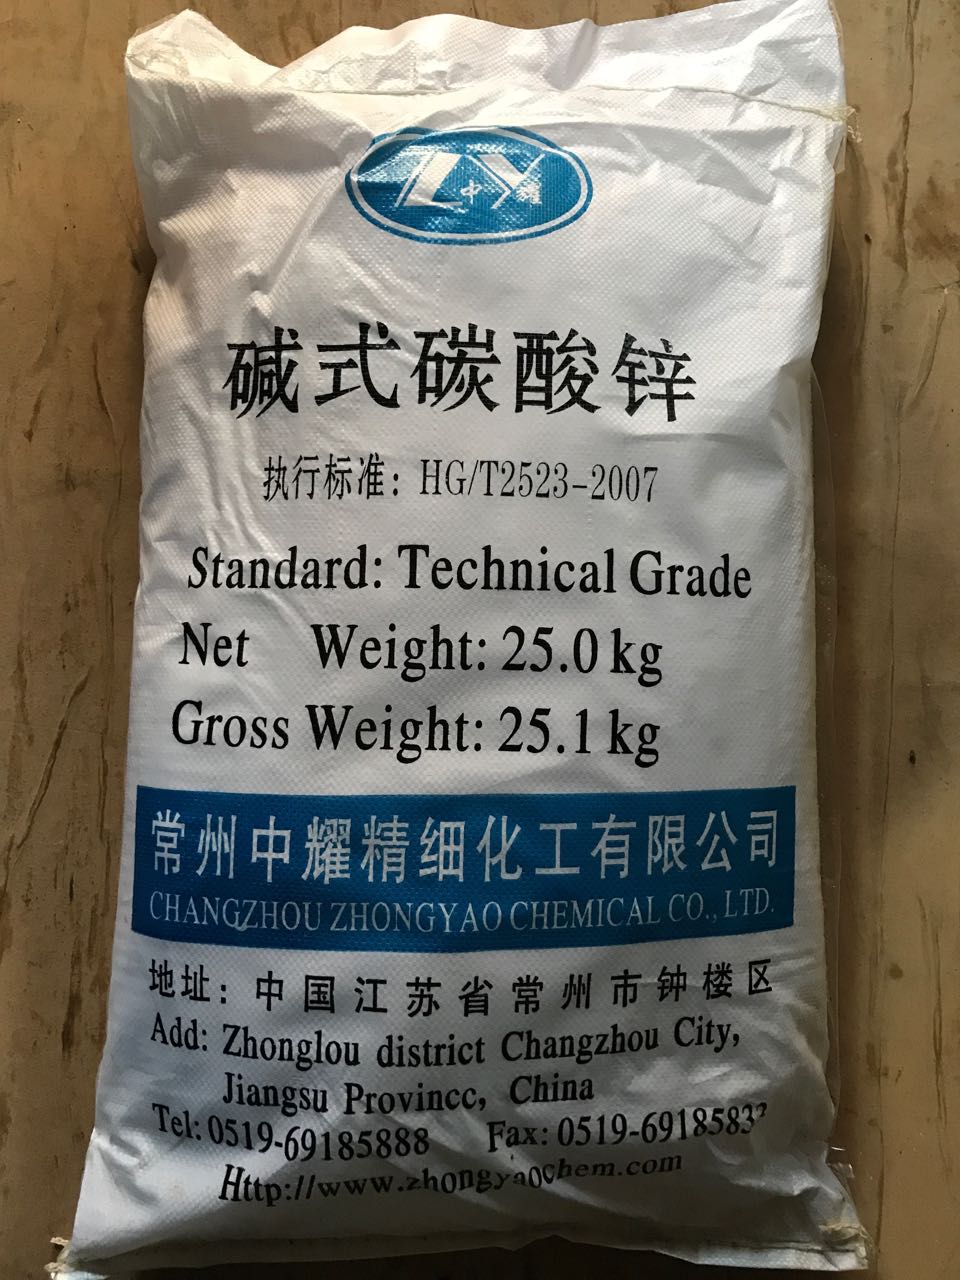 ZY
中耀
碱式碳酸锌
执行标准: HG/T2523-2007
Standard: Technical Grade
Net Weight: 25.0 kg
Gross Weight: 25.1 kg
常州中耀精细化工有限公司
CHANGZHOU ZHONGYAO CHEMICAL CO., LTD.
地址: 中国江苏省常州市钟楼区
Add: Zhonglou district Changzhou City,
Jiangsu Provincc, China
Tel: 0519-69185888 Fax:
Http://www.zhongyaochem.com